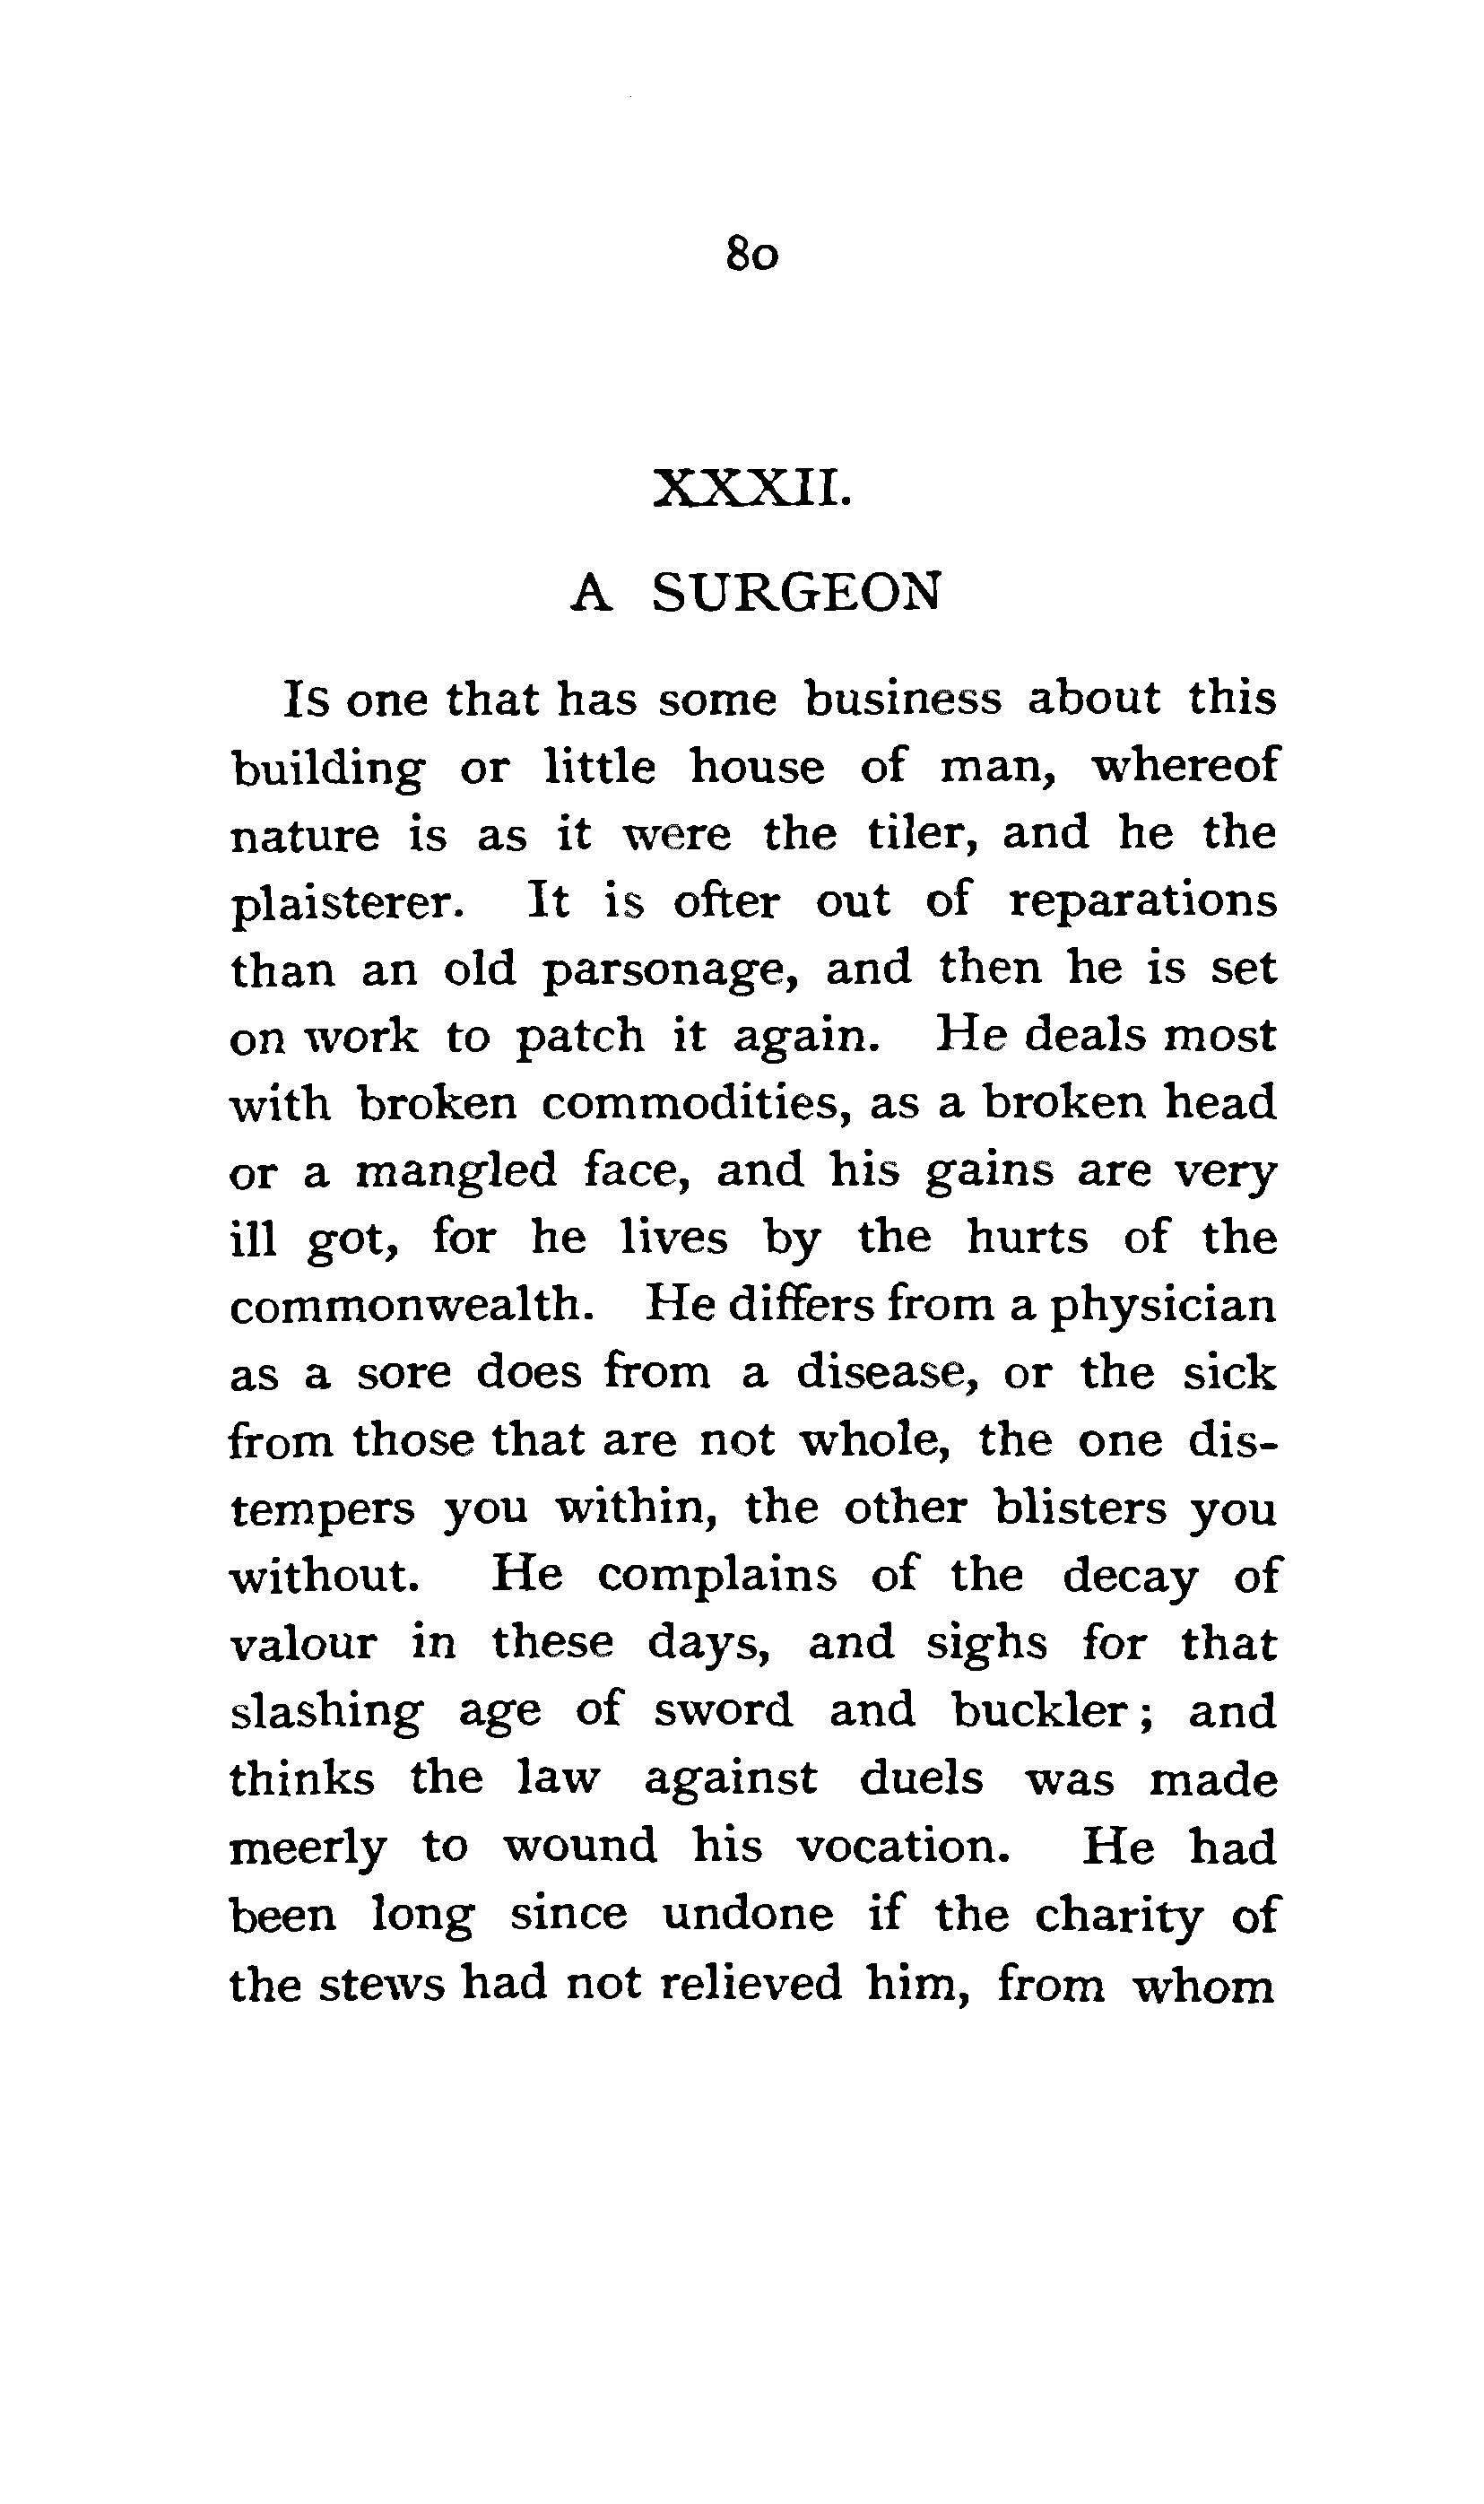 80
XXXII.
A SURGEON
Is one that has some business about this
building or little house of man, whereof
nature is as it were the tiler, and he the
plaisterer. It is ofter out of reparations
than an old parsonage, and then he is set
on work to patch it again. He deals most
with broken commodities, as a broken head
or a mangled face, and his gains are very
ill got, for he lives by the hurts of the
commonwealth. He differs from a physician
as a sore does from a disease, or the sick
from those that are not whole, the one dis-
tempers you within, the other blisters you
without. He complains of the decay of
valour in these days, and sighs for that
slashing age of sword and buckler; and
thinks the law against duels was made
meerly to wound his vocation. He had
been long since undone if the charity of
the stews had not relieved him, from whom